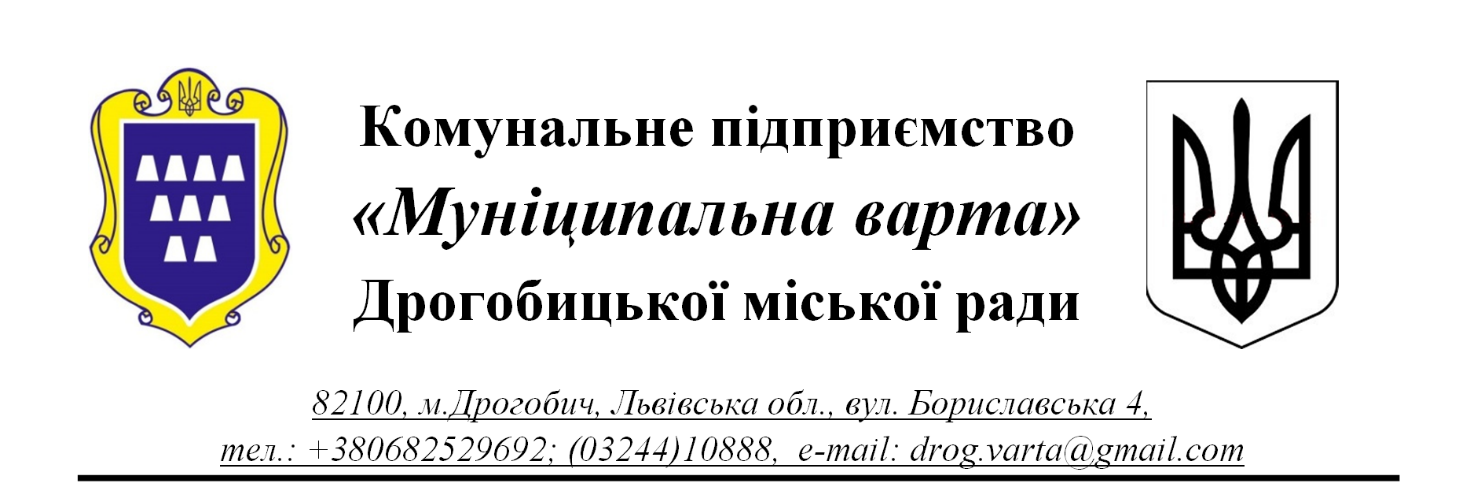 Комунальне підприємство
«Муніципальна варта»
Дрогобицької міської ради
82100, м.Дрогобич, Львівська обл., вул. Бориславська 4,
тел.: +380682529692; (03244)10888, e-mail: drog.varta@gmail.com